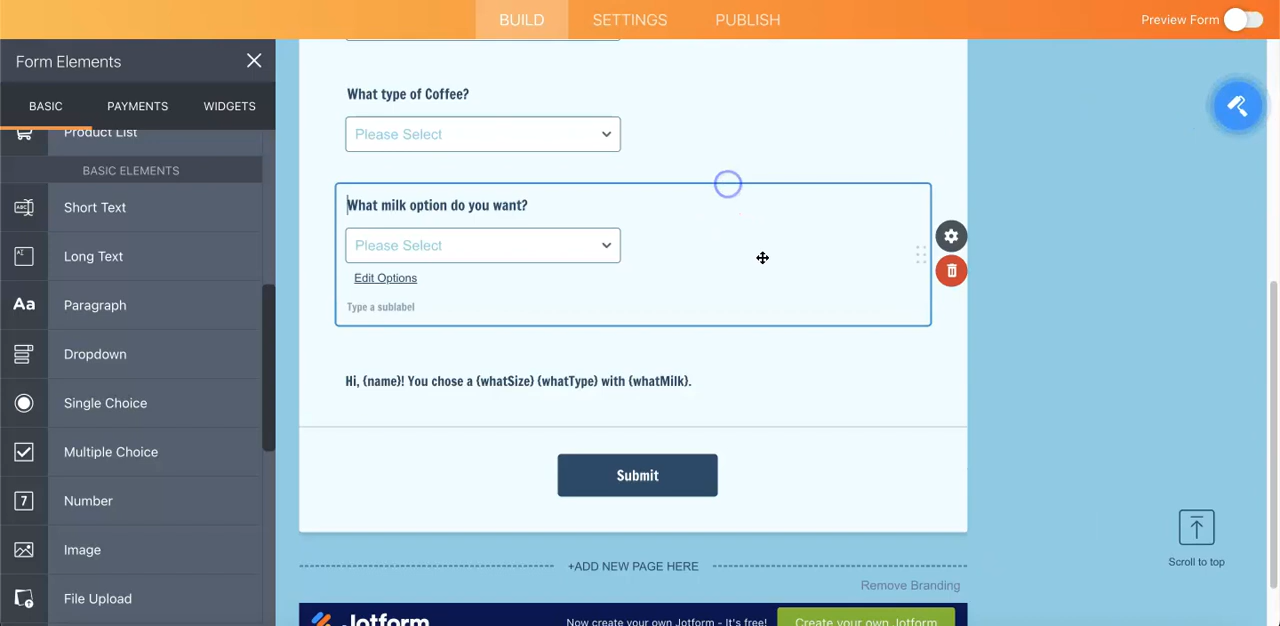 BUILD
SETTINGS
PUBLISH
Preview Form
Form Elements
BASIC
PAYMENTS
WIDGETS
Product List
BASIC ELEMENTS
Short Text
Long Text
Aa
Paragraph
Dropdown
Single Choice
Multiple Choice
7
Number
Image
File Upload
What type of Coffee?
Please Select
What milk option do you want?
Please Select
Edit Options
Type a sublabel
Hi, {name}! You chose a {whatSize} {whatType} with {whatMilk}.
Submit
+ADD NEW PAGE HERE
Remove Branding
Jotform
Now create your own Jotform - It's free!
Create your own Jotform
Scroll to top